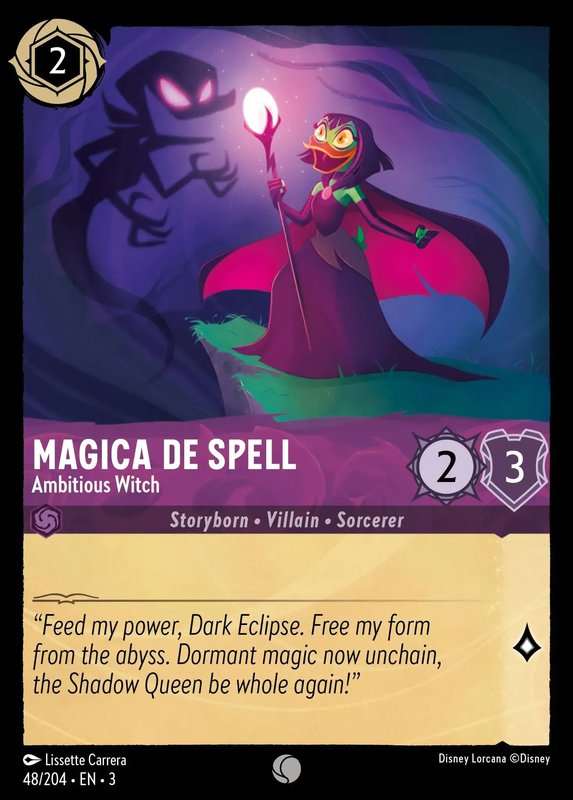 2
MAGICA DE SPELL
Ambitious Witch
2
3
Storyborn • Villain • Sorcerer
“Feed my power, Dark Eclipse. Free my form
from the abyss. Dormant magic now unchain,
the Shadow Queen be whole again!”
Lissette Carrera
48/204 • EN • 3
Disney Lorcana ©Disney